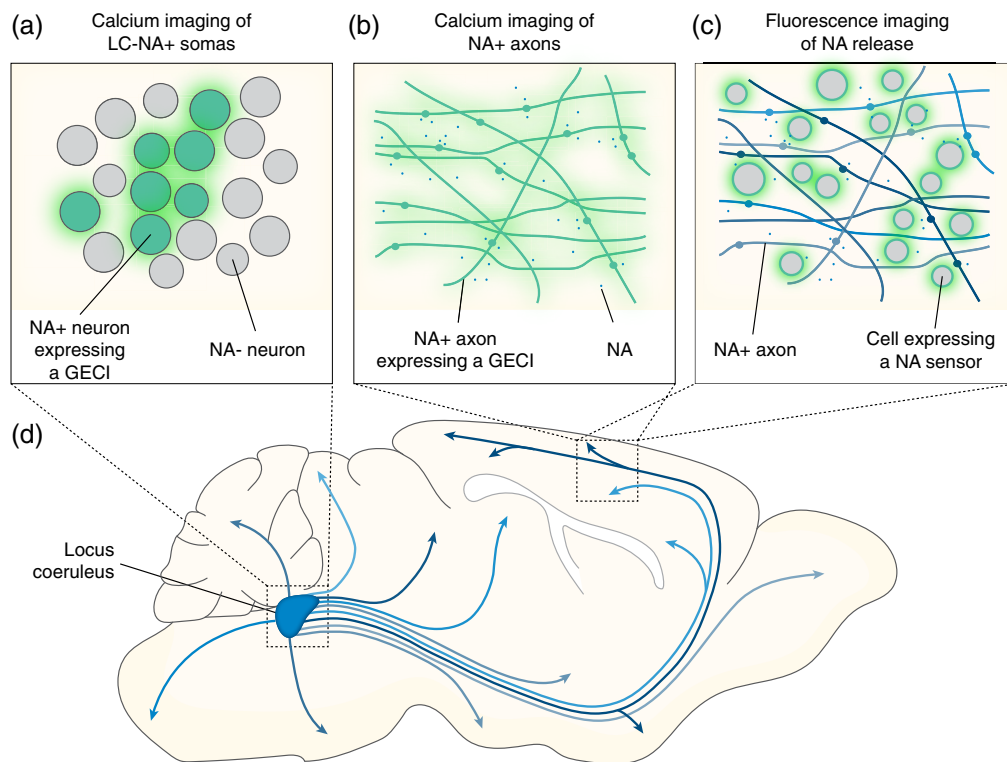 (a)
Calcium imaging of
LC-NA+ somas
NA+ neuron
expressing
a GECI
NA- neuron
(b)
Calcium imaging of
NA+ axons
NA+ axon
expressing a GECI
NA
(c)
Fluorescence imaging
of NA release
NA+ axon
Cell expressing
a NA sensor
(d)
Locus
coeruleus